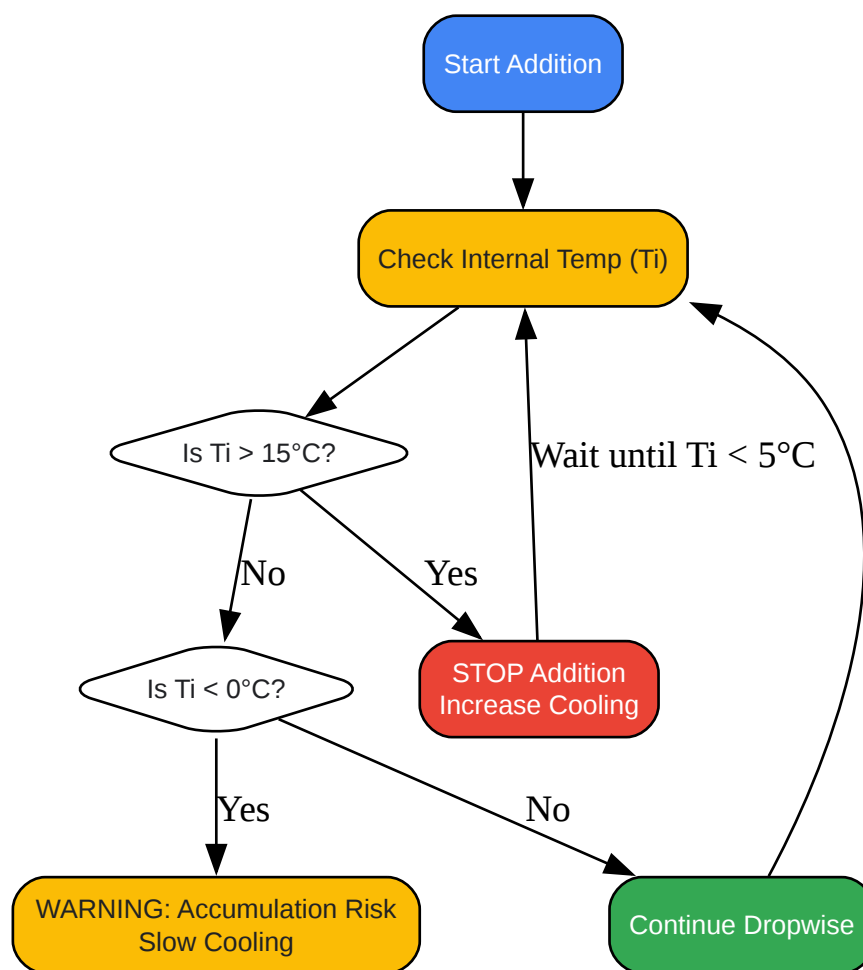 Start Addition
Check Internal Temp (Ti)
Is Ti > 15°C?
Wait until Ti < 5°C
No
Yes
Is Ti < 0°C?
STOP Addition
Increase Cooling
Yes
No
WARNING: Accumulation Risk
Slow Cooling
Continue Dropwise